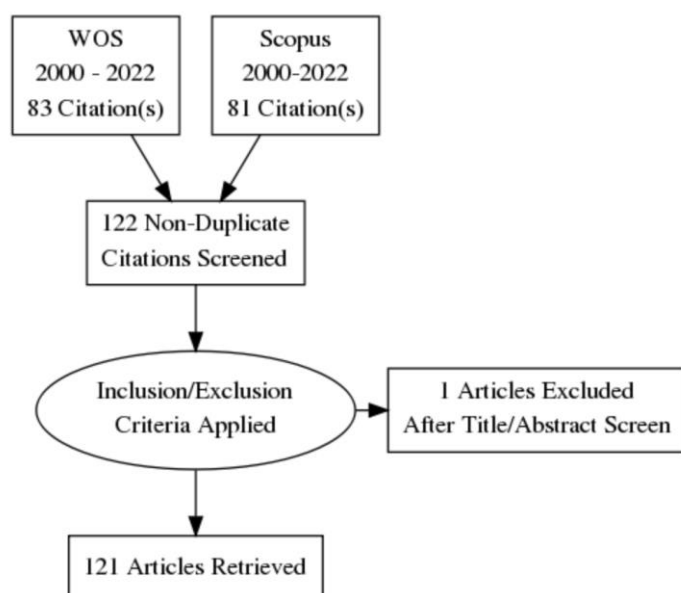 WOS
2000 - 2022
83 Citation(s)
Scopus
2000-2022
81 Citation(s)
122 Non-Duplicate
Citations Screened
Inclusion/Exclusion
Criteria Applied
1 Articles Excluded
After Title/Abstract Screen
121 Articles Retrieved